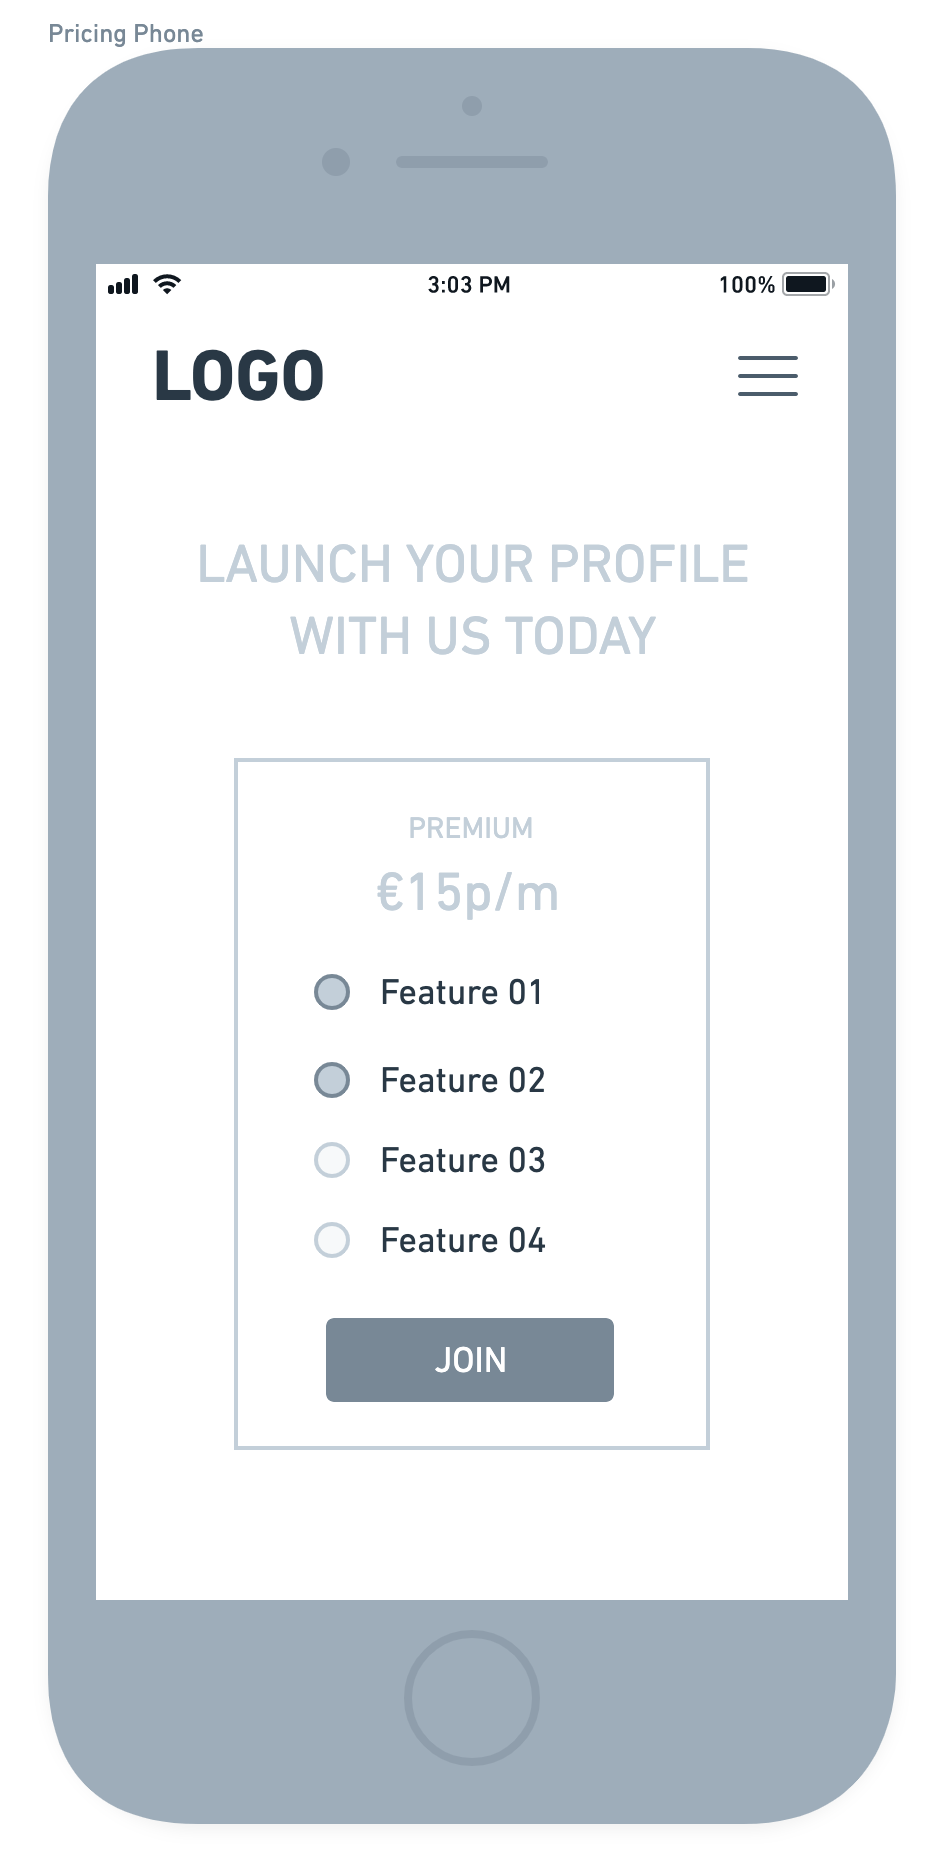 Pricing Phone
3:03 PM
100%
LOGO
LAUNCH YOUR PROFILE
WITH US TODAY
PREMIUM
€15p/m
Feature 01
Feature 02
Feature 03
Feature 04
JOIN